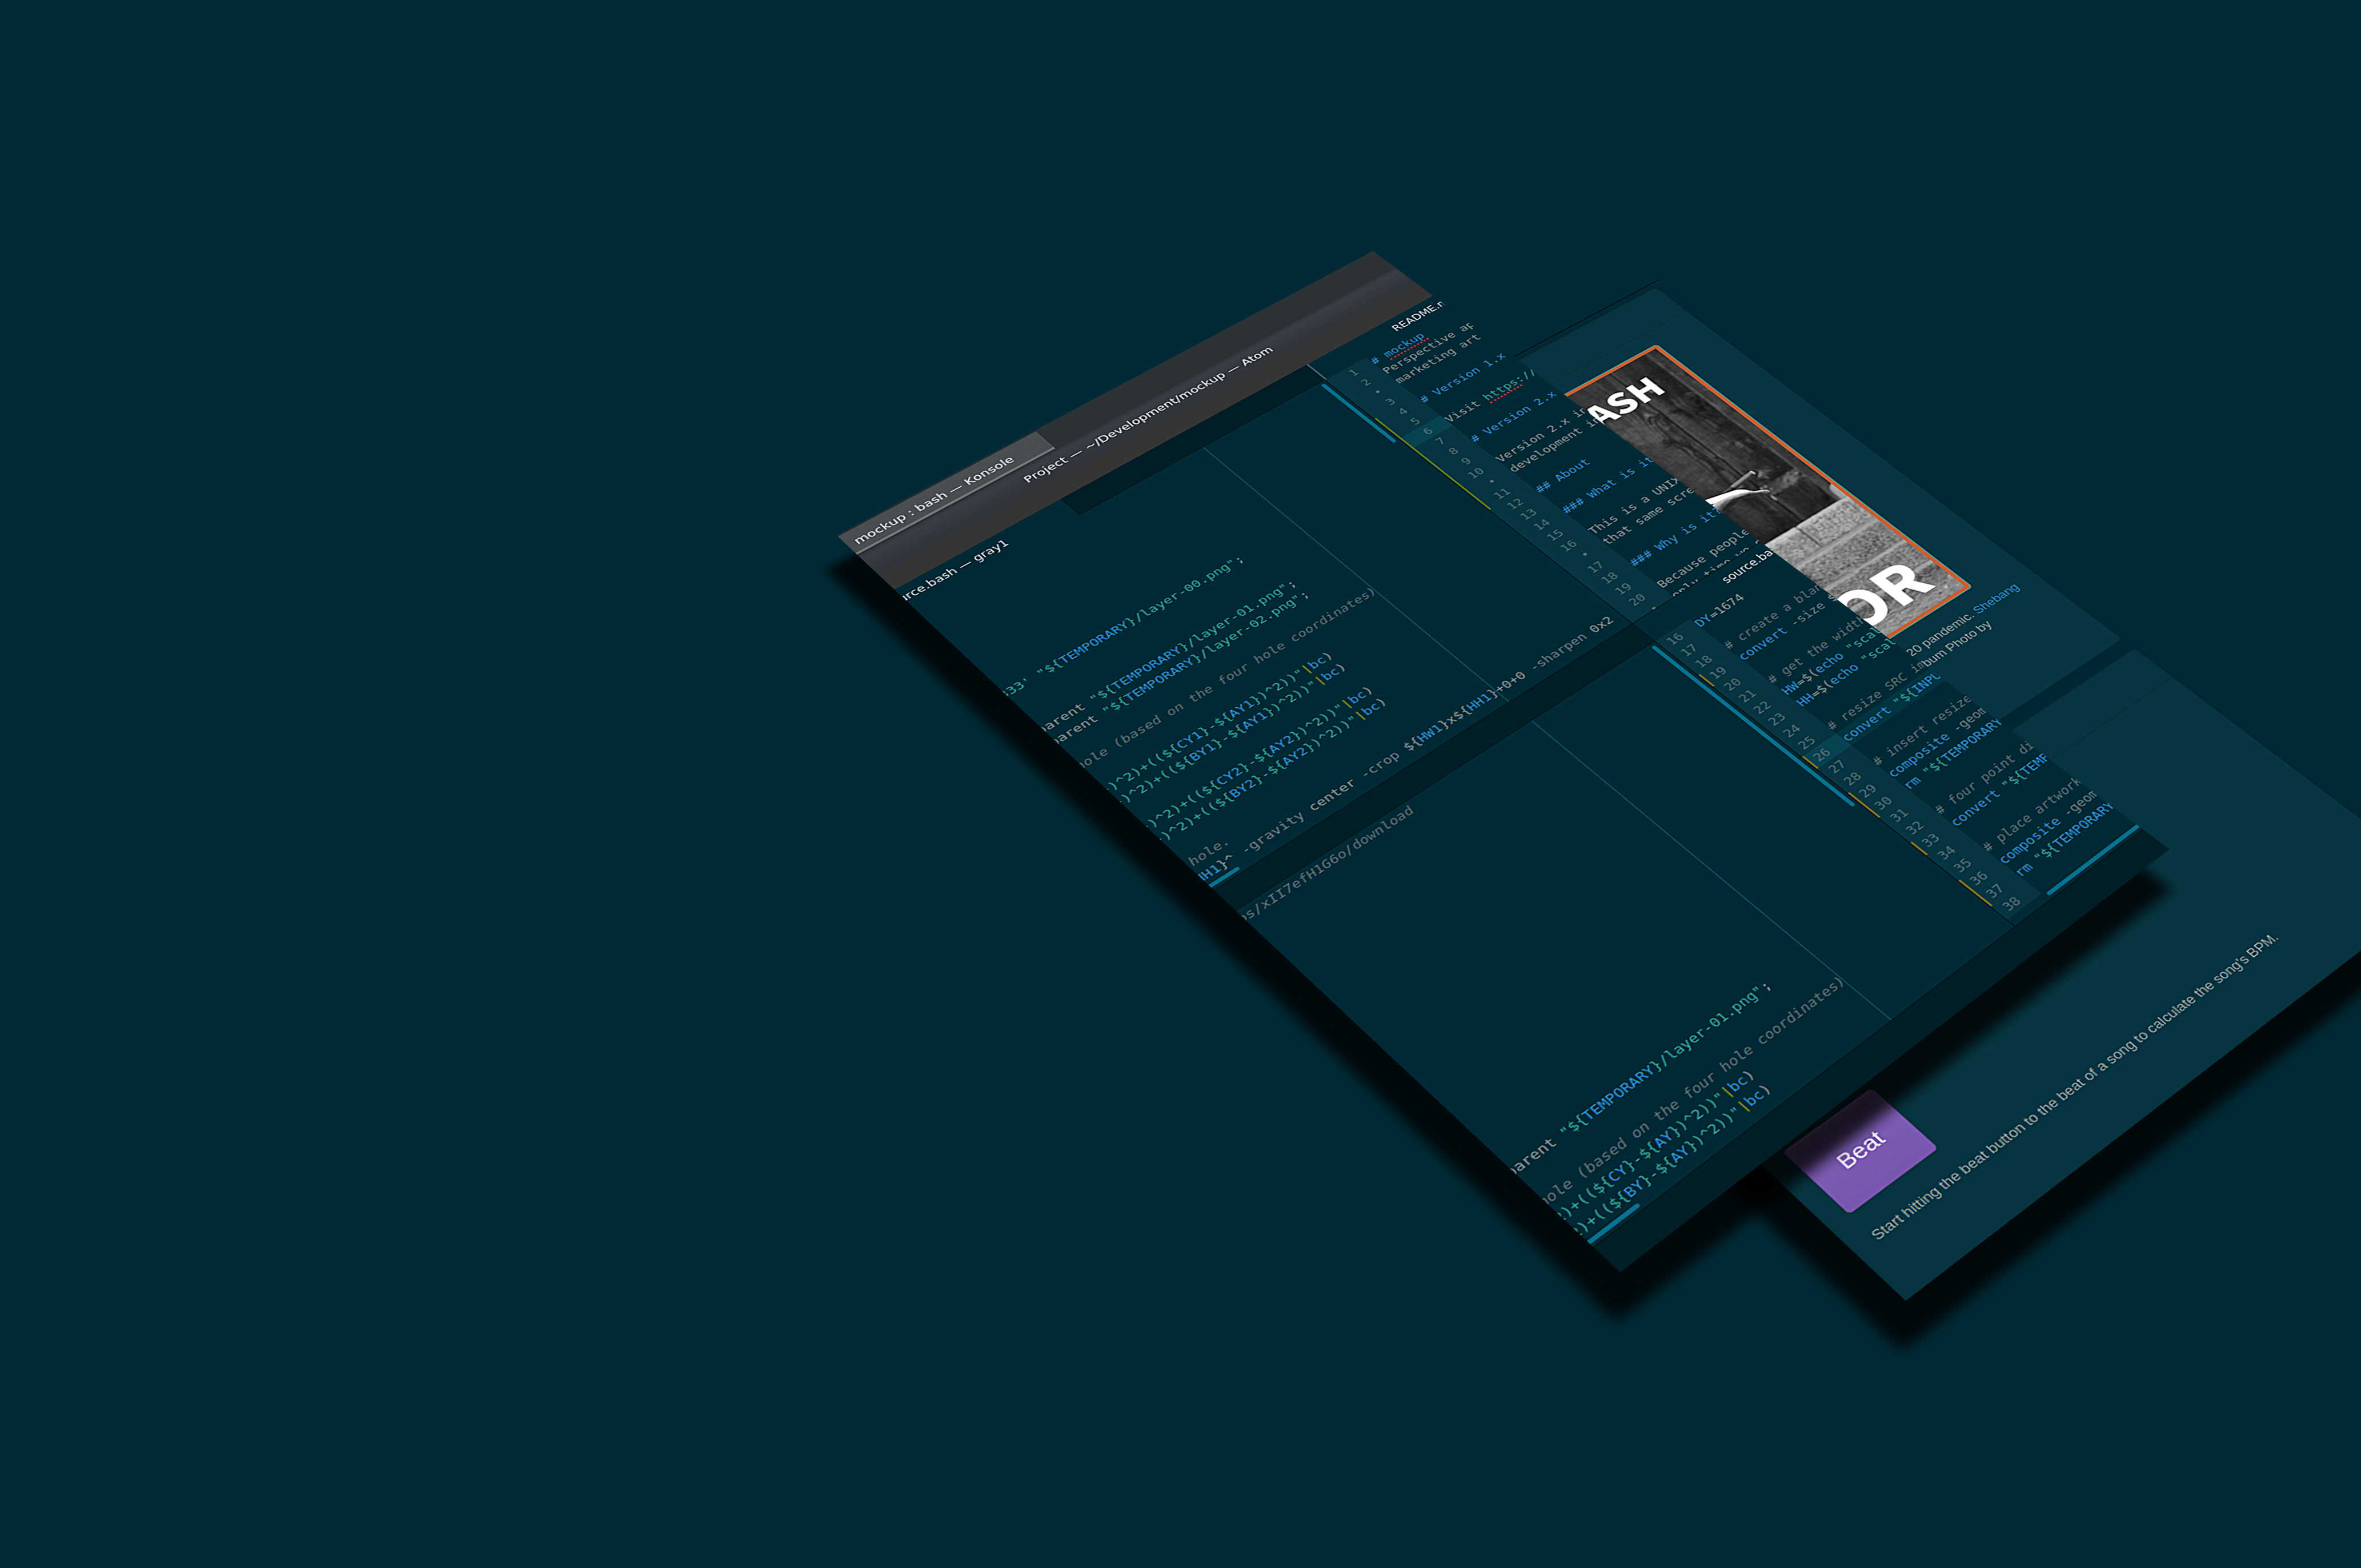 mockup : bash — Konsole
Project — ~/Development/mockup — Atom
rce.bash — gray1
33' "${TEMPORARY}/layer-00.png";
arent "${TEMPORARY}/layer-01.png";
parent "${TEMPORARY}/layer-02.png";
ole (based on the four hole coordinates)
)^2)+((${CY1}-${AY1})^2))"|bc)
)^2)+((${BY1}-${AY1})^2))"|bc)
)^2)+((${CY2}-${AY2})^2))"|bc)
)^2)+((${BY2}-${AY2})^2))"|bc)
hole.
HH1}^ -gravity center -crop ${HW1}x${HH1}+0+0 -sharpen 0x2
s/xII7efH1G6o/download
arent "${TEMPORARY}/layer-01.png";
ole (based on the four hole coordinates)
)+((${CY}-${AY})^2))"|bc)
)+((${BY}-${AY})^2))"|bc)
README.
1 # mockup
2 Perspective ap
• marketing art
3
4 # Version 1.x
5
6 Visit https://
7
8 # Version 2.x
9
10 Version 2.x in
• development in
11
12 ## About
13
14 ### What is it
15
16 This is a UNIX
• that same scre
17
18 ### Why is it
19
20 Because people
source.ba
16 DY=1674
17
18 # create a blan
19 convert -size
20
21 # get the width
22 HW=$(echo "scal
23 HH=$(echo "scal
24
25 # resize SRC im
26 convert "${INPU
27
28 # insert resize
29 composite -geom
30 rm "${TEMPORARY
31
32 # four point di
33 convert "${TEMP
34
35 # place artwork
36 composite -geom
37 rm "${TEMPORARY
38
ASH
OR
20 pandemic. Shebang
bum Photo by
Beat
Start hitting the beat button to the beat of a song to calculate the song's BPM.